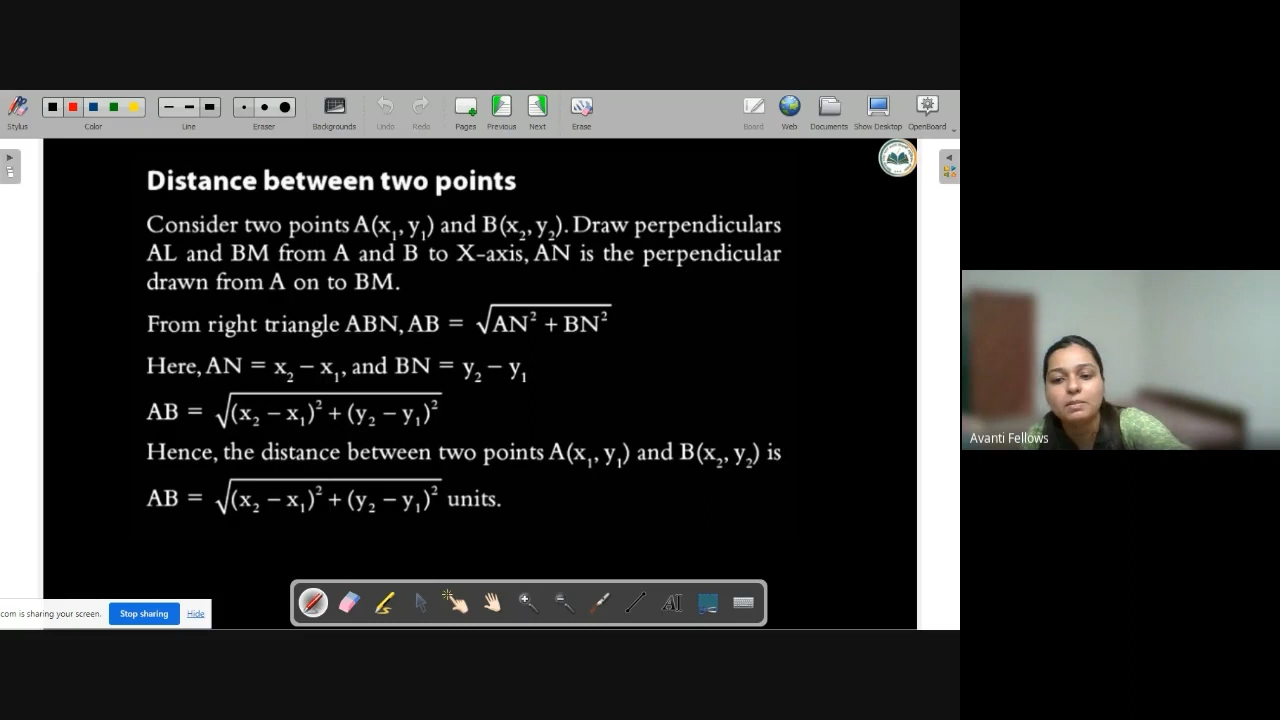 Stylus
Color
Line
Eraser
Backgrounds
Undo
Redo
Pages
Previous
Next
Erase
Board
Web
Documents
Show Desktop
OpenBoard
Distance between two points
Consider two points A(x₁, y₁) and B(x₂, y₂). Draw perpendiculars
AL and BM from A and B to X-axis, AN is the perpendicular
drawn from A on to BM.
From right triangle ABN, AB = √(AN² + BN²)
Here, AN = x₂ − x₁, and BN = y₂ − y₁
AB = √((x₂ − x₁)² + (y₂ − y₁)²)
Hence, the distance between two points A(x₁, y₁) and B(x₂, y₂) is
AB = √((x₂ − x₁)² + (y₂ − y₁)²) units.
com is sharing your screen.
Stop sharing
Hide
AI
Avanti Fellows